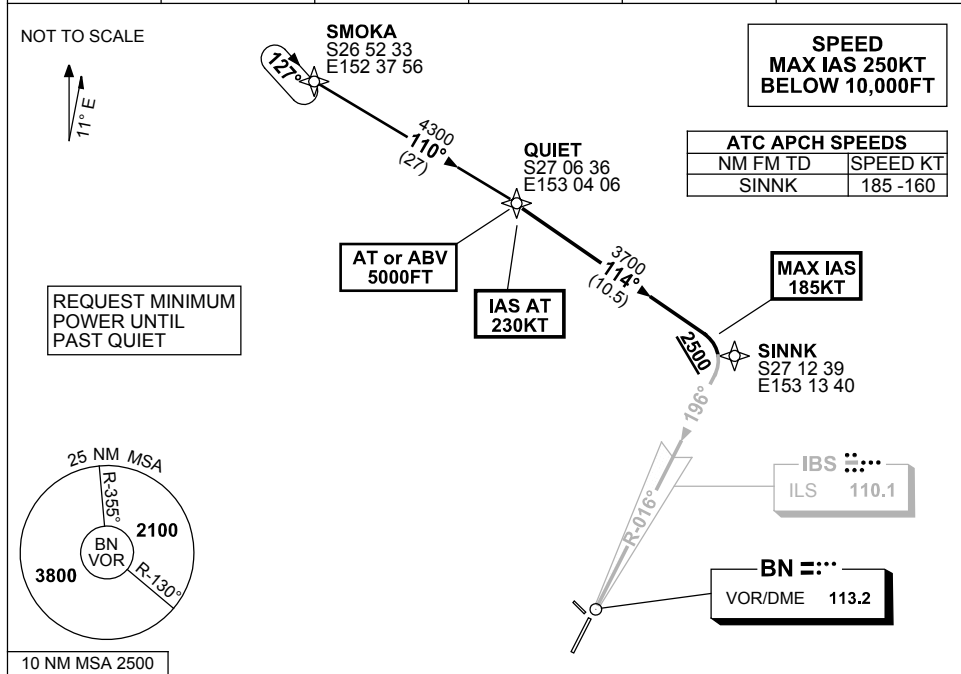 NOT TO SCALE
11° E
SMOKA
S26 52 33
E152 37 56
127°
4300
110°
(27)
QUIET
S27 06 36
E153 04 06
SPEED
MAX IAS 250KT
BELOW 10,000FT
ATC APCH SPEEDS
NM FM TD SPEED KT
SINNK 185 -160
AT or ABV
5000FT
IAS AT
230KT
3700
114°
(10.5)
MAX IAS
185KT
REQUEST MINIMUM
POWER UNTIL
PAST QUIET
2500
SINNK
S27 12 39
E153 13 40
196°
R-016°
IBS
ILS 110.1
BN
VOR/DME 113.2
25 NM MSA
R-355°
2100
BN
VOR
3800
R-130°
10 NM MSA 2500